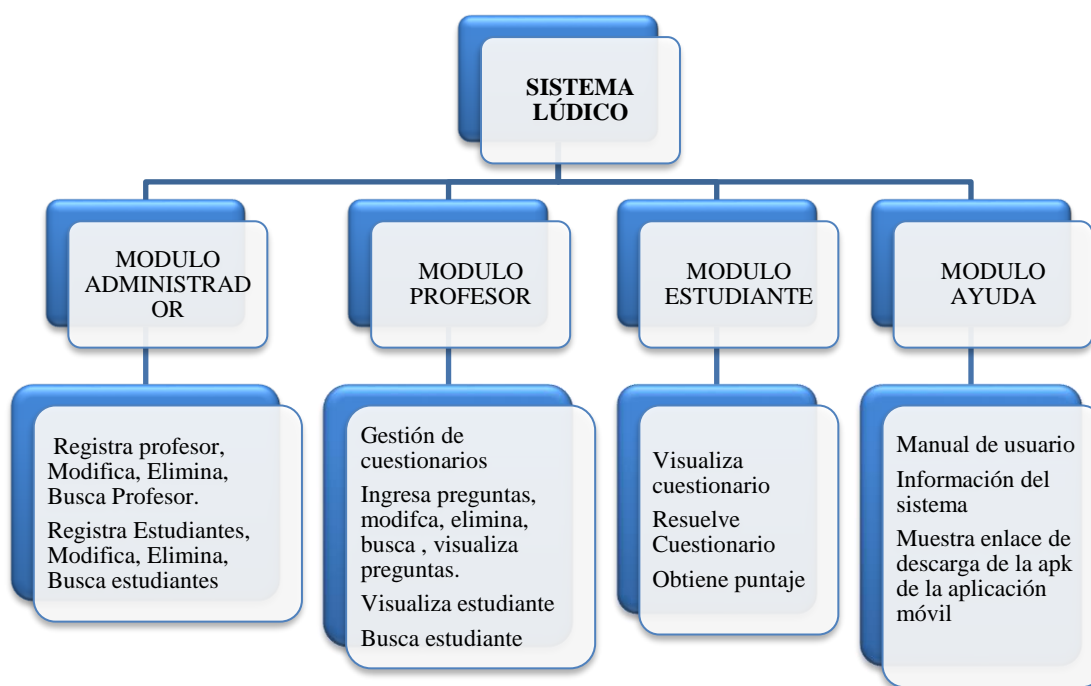 SISTEMA
LÚDICO
MODULO
ADMINISTRAD
OR
MODULO
PROFESOR
MODULO
ESTUDIANTE
MODULO
AYUDA
Registra profesor,
Modifica, Elimina,
Busca Profesor.
Registra Estudiantes,
Modifica, Elimina,
Busca estudiantes
Gestión de
cuestionarios
Ingresa preguntas,
modifca, elimina,
busca , visualiza
preguntas.
Visualiza estudiante
Busca estudiante
Visualiza
cuestionario
Resuelve
Cuestionario
Obtiene puntaje
Manual de usuario
Información del
sistema
Muestra enlace de
descarga de la apk
de la aplicación
móvil